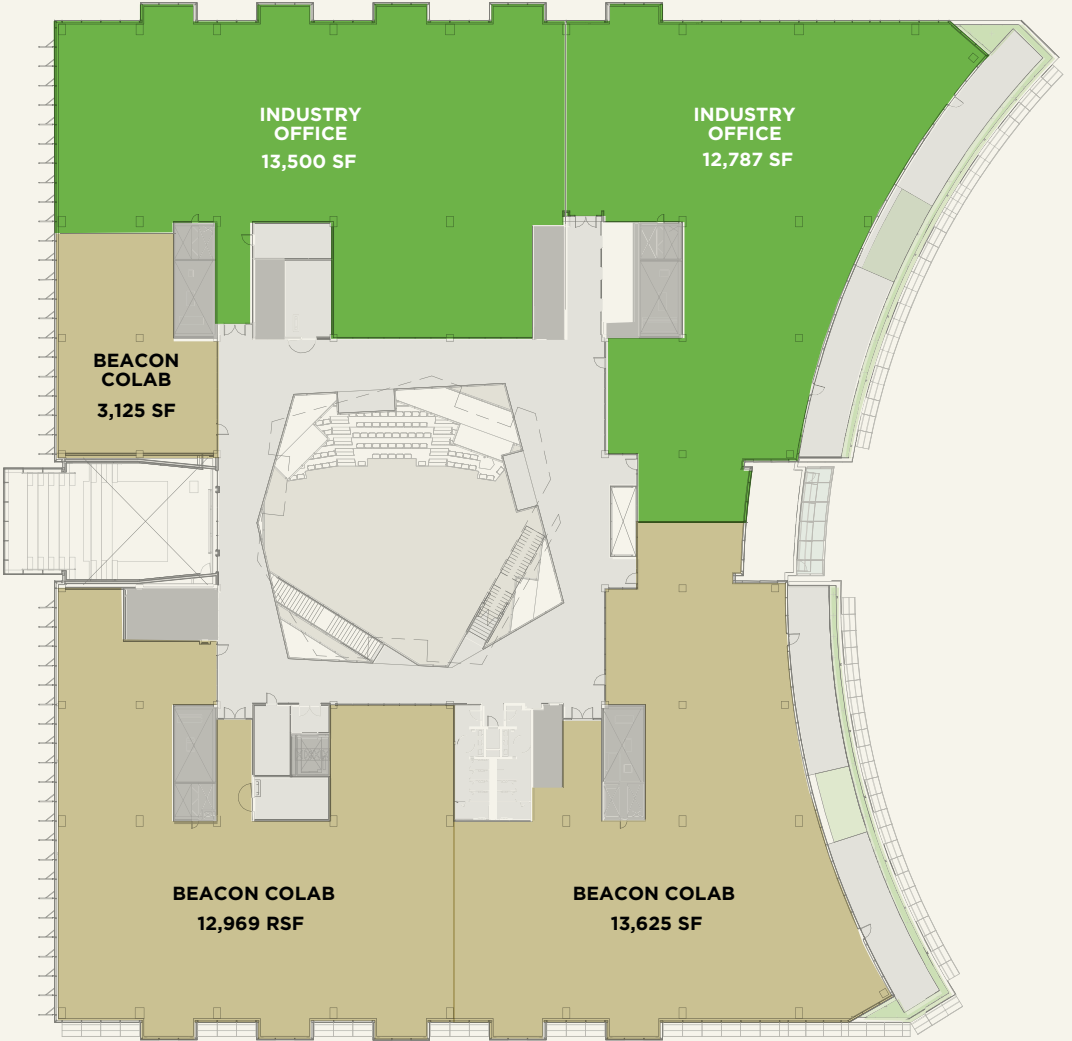 INDUSTRY
OFFICE
13,500 SF
INDUSTRY
OFFICE
12,787 SF
BEACON
COLAB
3,125 SF
BEACON COLAB
12,969 RSF
BEACON COLAB
13,625 SF